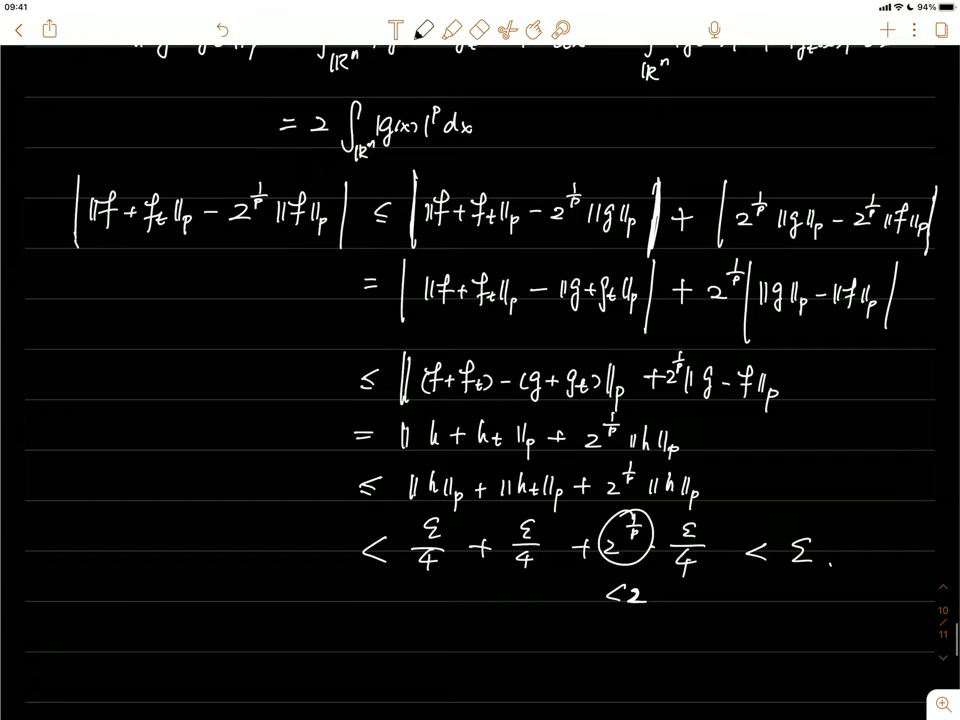 09:41 94%
= 2 ∫_{ℝⁿ} |g(x)|^p dx
| ‖f + f_t‖_p − 2^{1/p} ‖f‖_p | ≤ | ‖f + f_t‖_p − 2^{1/p} ‖g‖_p | + | 2^{1/p} ‖g‖_p − 2^{1/p} ‖f‖_p |
= | ‖f + f_t‖_p − ‖g + g_t‖_p | + 2^{1/p} | ‖g‖_p − ‖f‖_p |
≤ ‖(f + f_t) − (g + g_t)‖_p + 2^{1/p} ‖g − f‖_p
= ‖h + h_t‖_p + 2^{1/p} ‖h‖_p
≤ ‖h‖_p + ‖h_t‖_p + 2^{1/p} ‖h‖_p
< ε/4 + ε/4 + 2^{1/p} · ε/4 < ε.
<2
10
/
11